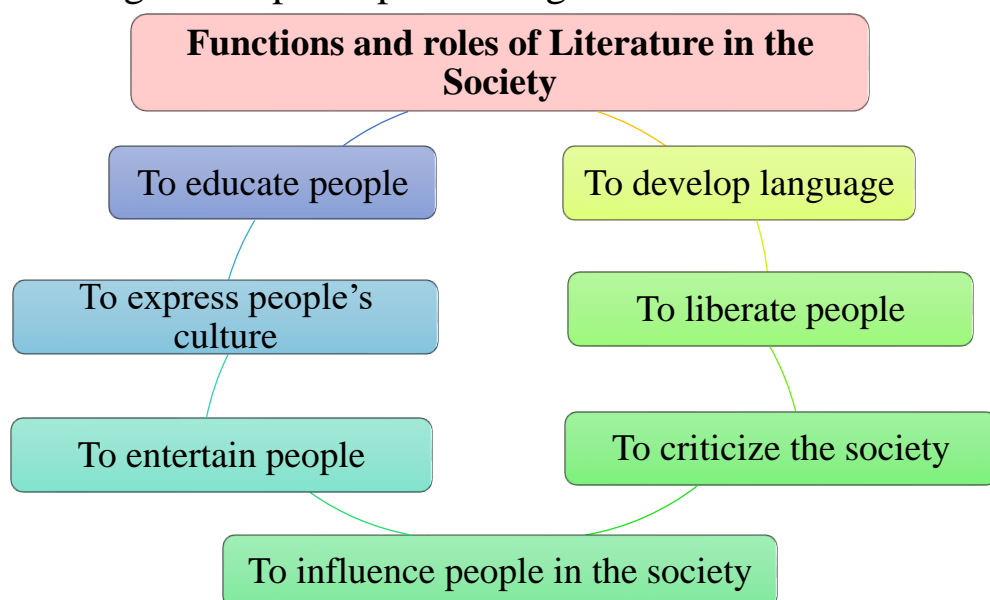 Functions and roles of Literature in the
Society
To educate people
To develop language
To express people’s
culture
To liberate people
To entertain people
To criticize the society
To influence people in the society